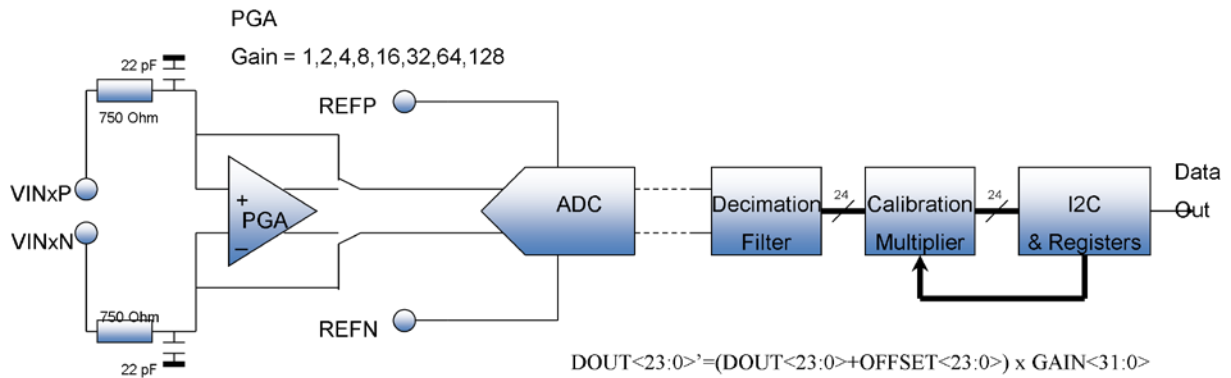 PGA
Gain = 1,2,4,8,16,32,64,128
22 pF
750 Ohm
REFP
VINxP
VINxN
+
PGA
–
ADC
Decimation
Filter
24
Calibration
Multiplier
24
I2C
& Registers
Data
Out
750 Ohm
REFN
22 pF
DOUT<23:0>'=(DOUT<23:0>+OFFSET<23:0>) x GAIN<31:0>